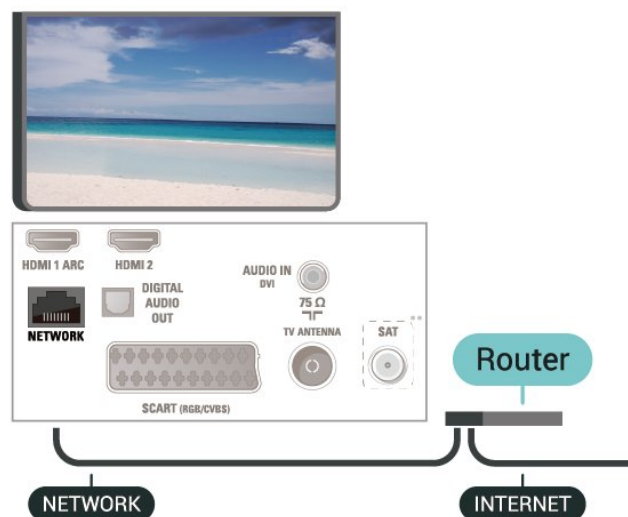 HDMI 1 ARC
HDMI 2
NETWORK
DIGITAL
AUDIO
OUT
AUDIO IN
DVI
75 Ω
TV ANTENNA
SAT
**
SCART (RGB/CVBS)
Router
NETWORK
INTERNET